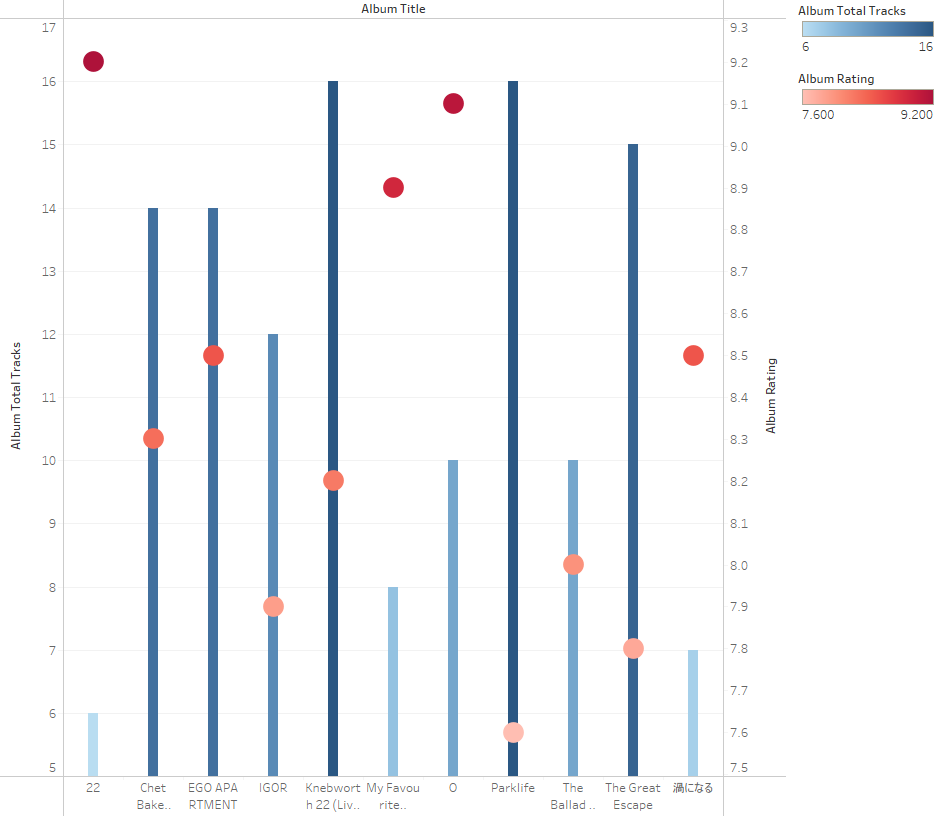 Album Title
17
16
15
14
13
12
11
10
9
8
7
6
5
Album Total Tracks
9.3
9.2
9.1
9.0
8.9
8.8
8.7
8.6
8.5
8.4
8.3
8.2
8.1
8.0
7.9
7.8
7.7
7.6
7.5
Album Rating
22
Chet
Bake..
EGO APA
RTMENT
IGOR
Knebwort
h 22 (Liv..
My Favou
rite..
O
Parklife
The
Ballad ..
The Great
Escape
渦になる
Album Total Tracks
6 16
Album Rating
7.600 9.200